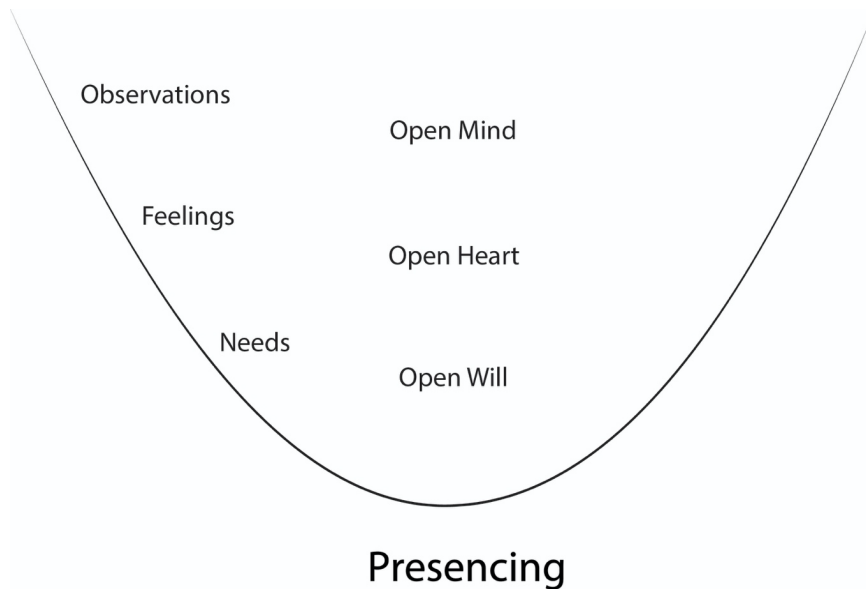 Observations
Open Mind
Feelings
Open Heart
Needs
Open Will
Presencing